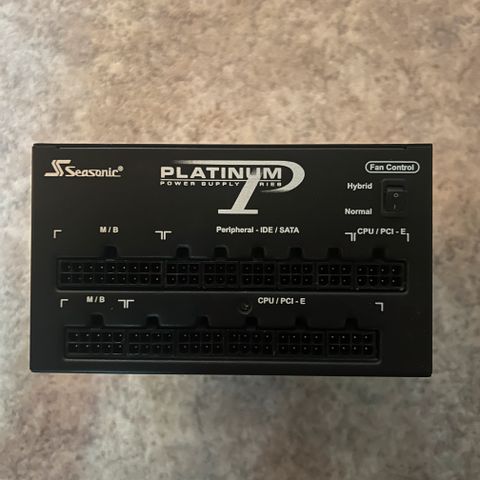 Seasonic®
PLATINUM
POWER SUPPLY SERIES
P
Fan Control
Hybrid
Normal
M / B
Peripheral - IDE / SATA
CPU / PCI - E
M / B
CPU / PCI - E